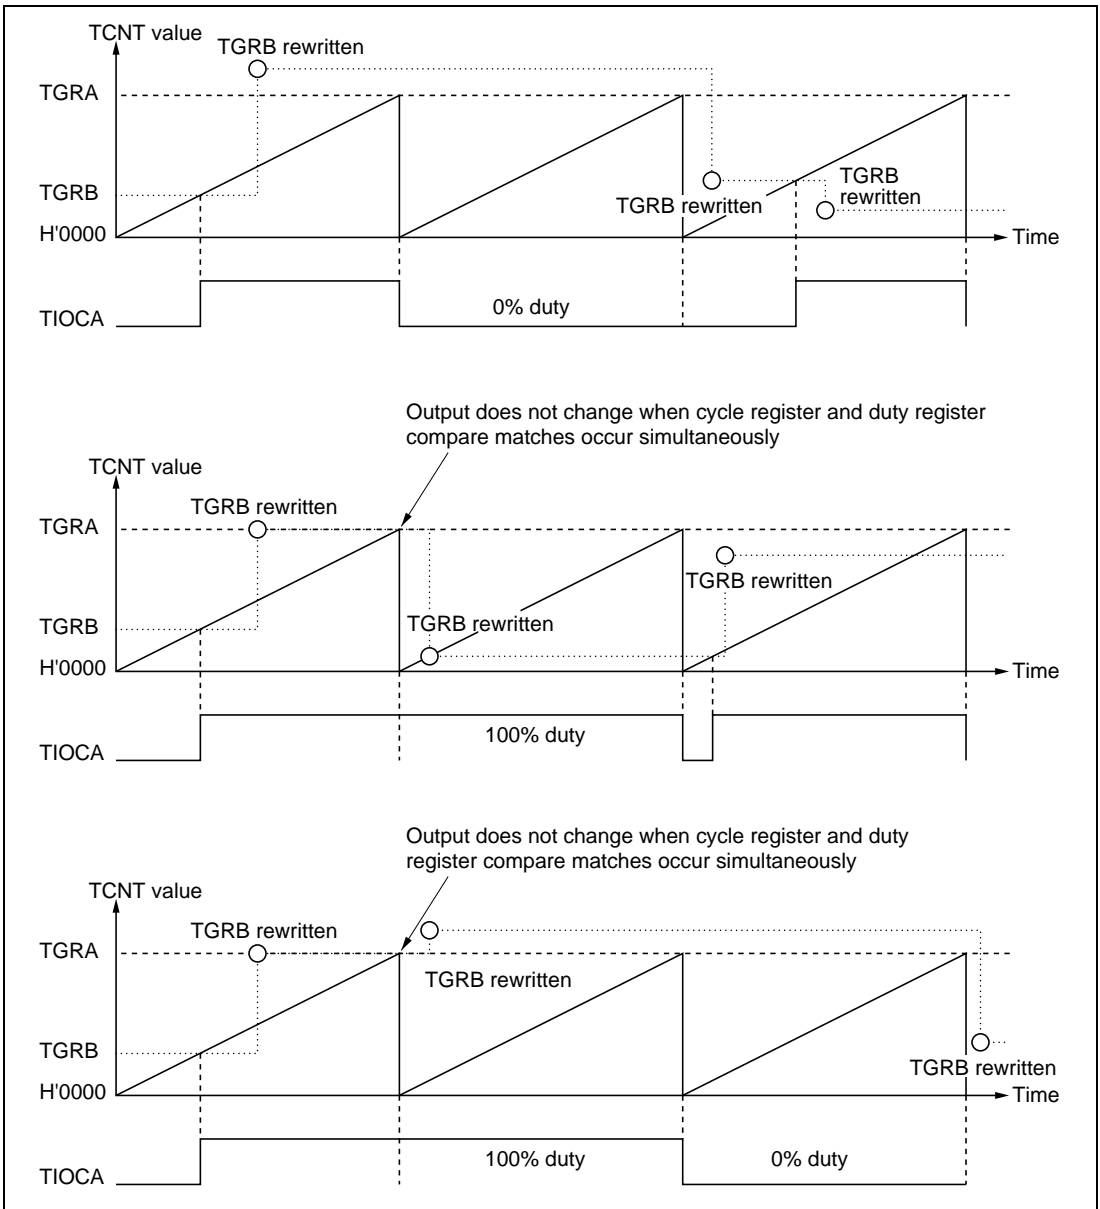 TCNT value
TGRB rewritten
TGRA
TGRB
TGRB
rewritten
TGRB rewritten
H'0000
Time
0% duty
TIOCA
Output does not change when cycle register and duty register
compare matches occur simultaneously
TCNT value
TGRB rewritten
TGRA
TGRB rewritten
TGRB
TGRB rewritten
H'0000
Time
100% duty
TIOCA
Output does not change when cycle register and duty
register compare matches occur simultaneously
TCNT value
TGRB rewritten
TGRA
TGRB rewritten
TGRB
TGRB rewritten
H'0000
Time
100% duty
0% duty
TIOCA